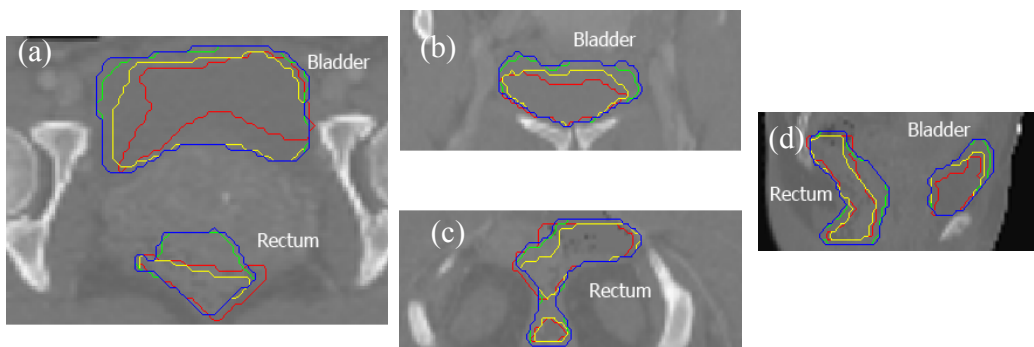 (a)
Bladder
Rectum
(b)
Bladder
(c)
Rectum
(d)
Bladder
Rectum